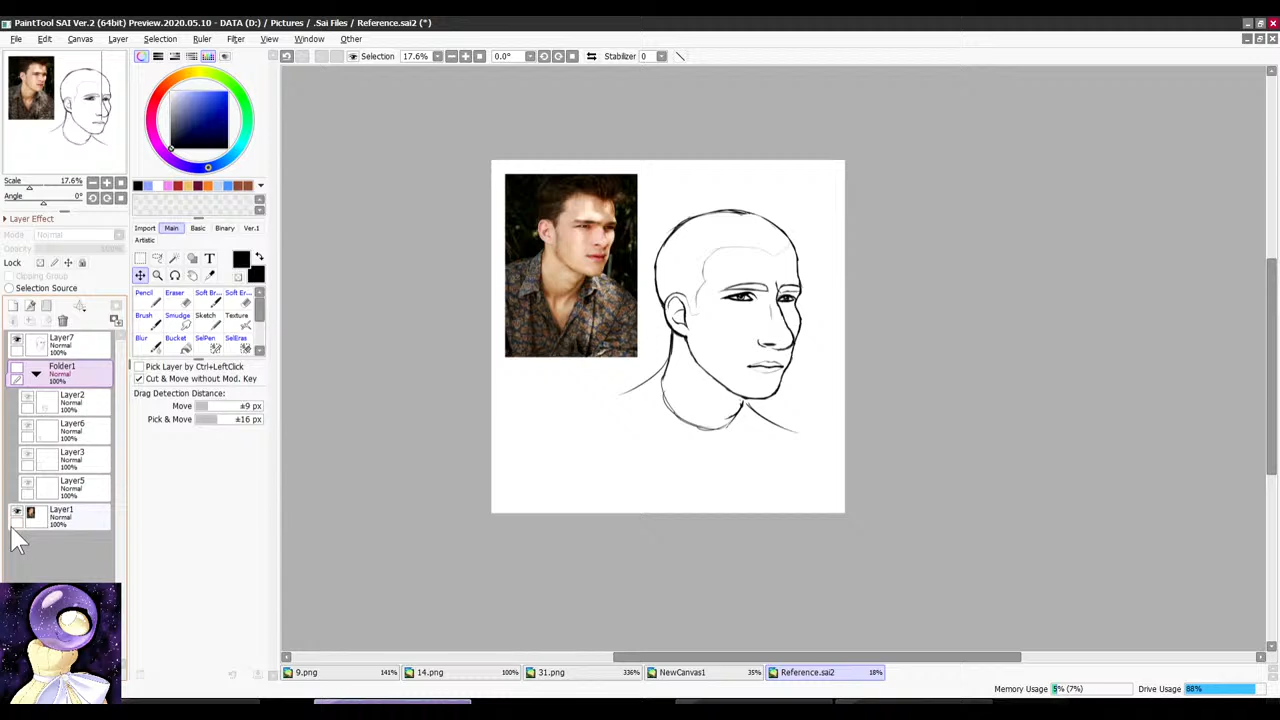 PaintTool SAI Ver.2 (64bit) Preview.2020.05.10 - DATA (D:) / Pictures / .Sai Files / Reference.sai2 (*)
File Edit Canvas Layer Selection Ruler Filter View Window Other
Selection 17.6% 0.0° Stabilizer 0
Scale 17.6%
Angle 0°
Layer Effect
Mode Normal
Opacity 100%
Lock
Clipping Group
Selection Source
Layer7
Normal
100%
Folder1
Normal
100%
Layer2
Normal
100%
Layer6
Normal
100%
Layer3
Normal
100%
Layer5
Normal
100%
Layer1
Normal
100%
Import Main Basic Ver.1
Artistic
T
Pencil Eraser Soft Br... Soft Er...
Brush Smudge Sketch Texture
Blur Bucket SelPen SelEras
Pick Layer by Ctrl+LeftClick
Cut & Move without Mod. Key
Drag Detection Distance:
Move ±9 px
Pick & Move ±16 px
9.png 141% 14.png 100% 31.png 336% NewCanvas1 35% Reference.sai2 18%
Memory Usage 5% (7%) Drive Usage 88%